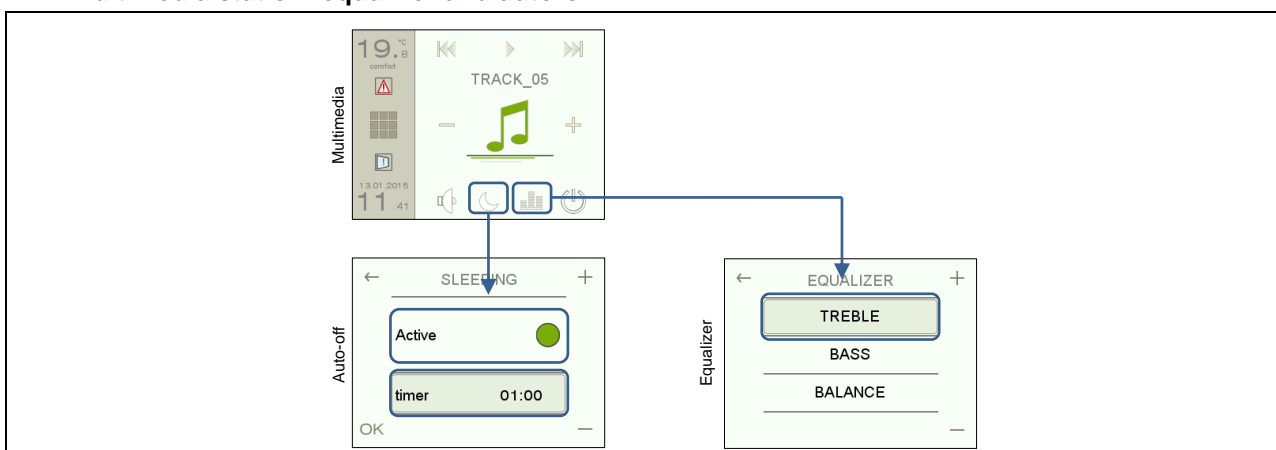 Multimedia
19.8 °C
comfort
TRACK_05
13.01.2015
11:41
Auto-off
SLEEPING
Active
timer 01:00
OK
Equalizer
EQUALIZER
TREBLE
BASS
BALANCE